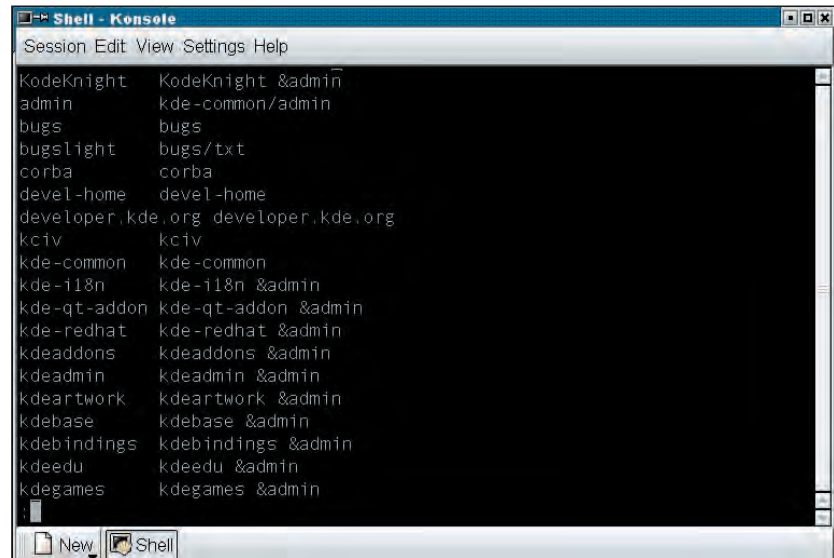 Shell - Konsole
Session Edit View Settings Help
KodeKnight KodeKnight &admin
admin kde-common/admin
bugs bugs
bugslight bugs/txt
corba corba
devel-home devel-home
developer.kde.org developer.kde.org
kciv kciv
kde-common kde-common
kde-i18n kde-i18n &admin
kde-qt-addon kde-qt-addon &admin
kde-redhat kde-redhat &admin
kdeaddons kdeaddons &admin
kdeadmin kdeadmin &admin
kdeartwork kdeartwork &admin
kdebase kdebase &admin
kdebindings kdebindings &admin
kdeedu kdeedu &admin
kdegames kdegames &admin
:
New Shell